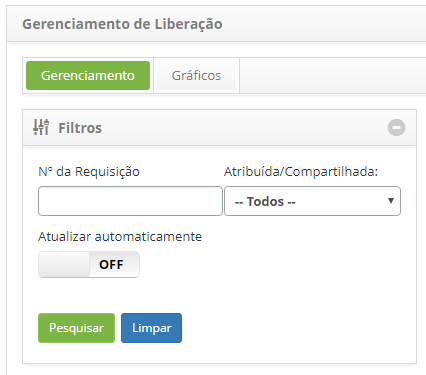 Gerenciamento de Liberação
Gerenciamento Gráficos
Filtros
Nº da Requisição Atribuída/Compartilhada:
-- Todos --
Atualizar automaticamente
OFF
Pesquisar Limpar